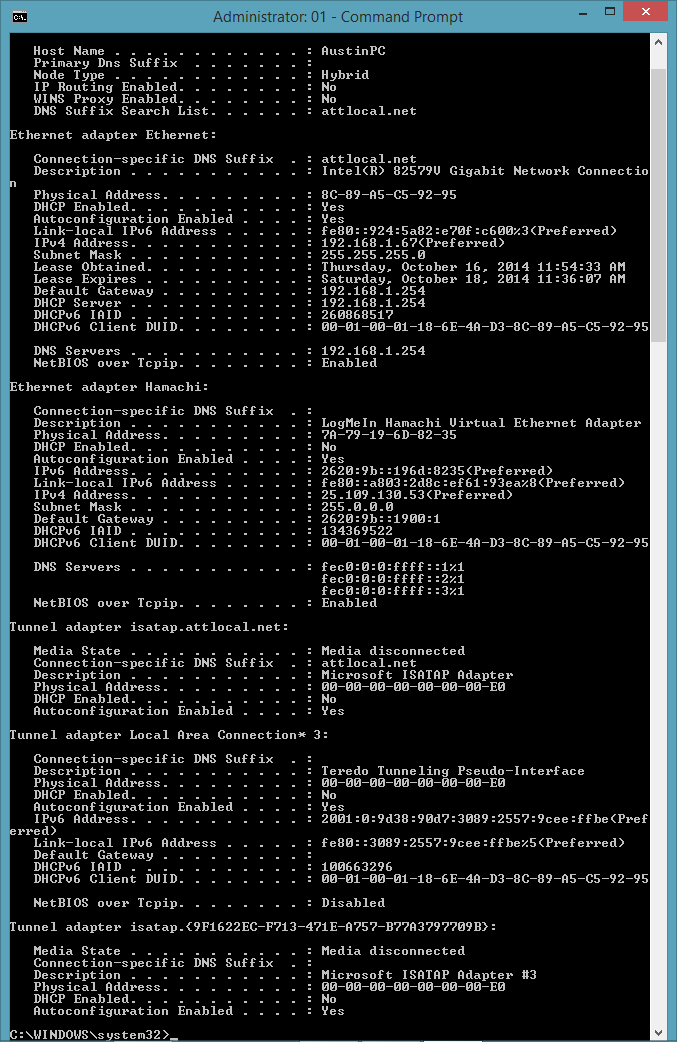 Administrator: 01 - Command Prompt
Host Name . . . . . . . . . . . . : AustinPC
Primary Dns Suffix  . . . . . . . :
Node Type . . . . . . . . . . . . : Hybrid
IP Routing Enabled. . . . . . . . : No
WINS Proxy Enabled. . . . . . . . : No
DNS Suffix Search List. . . . . . : attlocal.net
Ethernet adapter Ethernet:
Connection-specific DNS Suffix  . : attlocal.net
Description . . . . . . . . . . . : Intel(R) 82579V Gigabit Network Connectio
n
Physical Address. . . . . . . . . : 8C-89-A5-C5-92-95
DHCP Enabled. . . . . . . . . . . : Yes
Autoconfiguration Enabled . . . . : Yes
Link-local IPv6 Address . . . . . : fe80::924:5a82:e70f:c600%3(Preferred)
IPv4 Address. . . . . . . . . . . : 192.168.1.67(Preferred)
Subnet Mask . . . . . . . . . . . : 255.255.255.0
Lease Obtained. . . . . . . . . . : Thursday, October 16, 2014 11:54:33 AM
Lease Expires . . . . . . . . . . : Saturday, October 18, 2014 11:36:07 AM
Default Gateway . . . . . . . . . : 192.168.1.254
DHCP Server . . . . . . . . . . . : 192.168.1.254
DHCPv6 IAID . . . . . . . . . . . : 260868517
DHCPv6 Client DUID. . . . . . . . : 00-01-00-01-18-6E-4A-D3-8C-89-A5-C5-92-95
DNS Servers . . . . . . . . . . . : 192.168.1.254
NetBIOS over Tcpip. . . . . . . . : Enabled
Ethernet adapter Hamachi:
Connection-specific DNS Suffix  . :
Description . . . . . . . . . . . : LogMeIn Hamachi Virtual Ethernet Adapter
Physical Address. . . . . . . . . : 7A-79-19-6D-82-35
DHCP Enabled. . . . . . . . . . . : No
Autoconfiguration Enabled . . . . : Yes
IPv6 Address. . . . . . . . . . . : 2620:9b::196d:8235(Preferred)
Link-local IPv6 Address . . . . . : fe80::a803:2d8c:ef61:93ea%8(Preferred)
IPv4 Address. . . . . . . . . . . : 25.109.130.53(Preferred)
Subnet Mask . . . . . . . . . . . : 255.0.0.0
Default Gateway . . . . . . . . . : 2620:9b::1900:1
DHCPv6 IAID . . . . . . . . . . . : 134369522
DHCPv6 Client DUID. . . . . . . . : 00-01-00-01-18-6E-4A-D3-8C-89-A5-C5-92-95
DNS Servers . . . . . . . . . . . : fec0:0:0:ffff::1%1
fec0:0:0:ffff::2%1
fec0:0:0:ffff::3%1
NetBIOS over Tcpip. . . . . . . . : Enabled
Tunnel adapter isatap.attlocal.net:
Media State . . . . . . . . . . . : Media disconnected
Connection-specific DNS Suffix  . : attlocal.net
Description . . . . . . . . . . . : Microsoft ISATAP Adapter
Physical Address. . . . . . . . . : 00-00-00-00-00-00-00-E0
DHCP Enabled. . . . . . . . . . . : No
Autoconfiguration Enabled . . . . : Yes
Tunnel adapter Local Area Connection* 3:
Connection-specific DNS Suffix  . :
Description . . . . . . . . . . . : Teredo Tunneling Pseudo-Interface
Physical Address. . . . . . . . . : 00-00-00-00-00-00-00-E0
DHCP Enabled. . . . . . . . . . . : No
Autoconfiguration Enabled . . . . : Yes
IPv6 Address. . . . . . . . . . . : 2001:0:9d38:90d7:3089:2557:9cee:ffbe(Pref
erred)
Link-local IPv6 Address . . . . . : fe80::3089:2557:9cee:ffbe%5(Preferred)
Default Gateway . . . . . . . . . :
DHCPv6 IAID . . . . . . . . . . . : 100663296
DHCPv6 Client DUID. . . . . . . . : 00-01-00-01-18-6E-4A-D3-8C-89-A5-C5-92-95
NetBIOS over Tcpip. . . . . . . . : Disabled
Tunnel adapter isatap.{9F1622EC-F713-471E-A757-B77A3797709B}:
Media State . . . . . . . . . . . : Media disconnected
Connection-specific DNS Suffix  . :
Description . . . . . . . . . . . : Microsoft ISATAP Adapter #3
Physical Address. . . . . . . . . : 00-00-00-00-00-00-00-E0
DHCP Enabled. . . . . . . . . . . : No
Autoconfiguration Enabled . . . . : Yes
C:\WINDOWS\system32>_